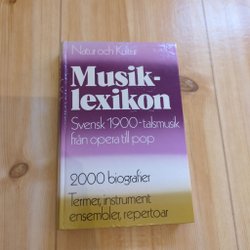 Natur och Kultur
Musik-
lexikon
Svensk 1900-talsmusik
från opera till pop
2000 biografier
Termer, instrument
ensembler, repertoar